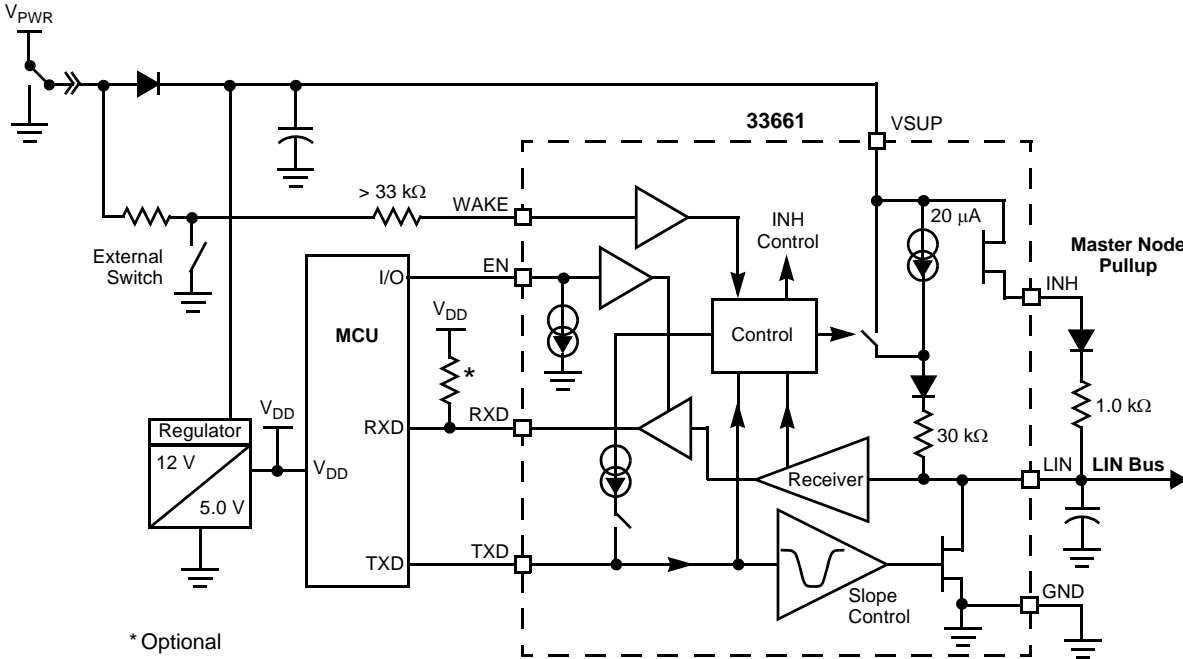 VPWR
33661
VSUP
> 33 kΩ
WAKE
20 μA
INH
Control
Master Node
Pullup
External
Switch
I/O
EN
INH
VDD
MCU
Control
*
1.0 kΩ
VDD
Regulator
RXD
RXD
30 kΩ
12 V
VDD
Receiver
LIN
LIN Bus
5.0 V
TXD
TXD
Slope
Control
GND
* Optional